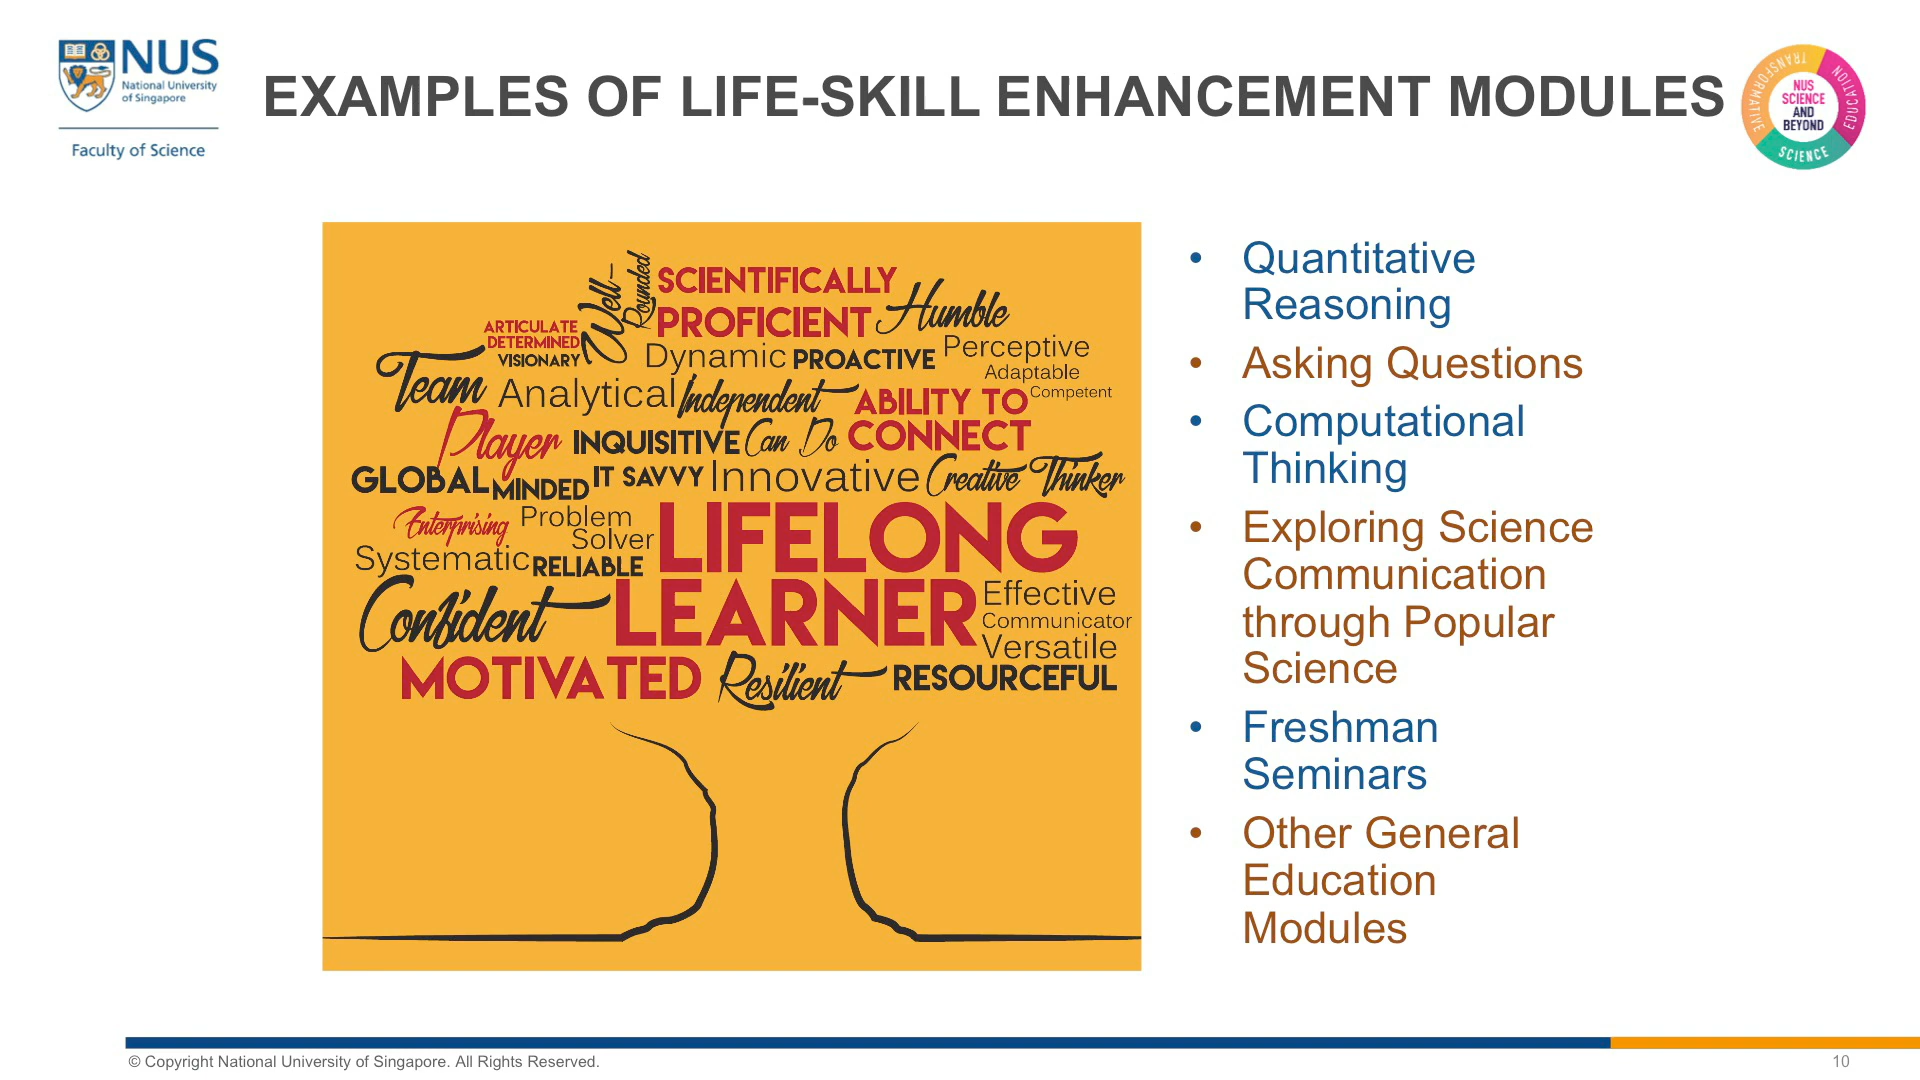 NUS
National University
of Singapore
Faculty of Science
EXAMPLES OF LIFE-SKILL ENHANCEMENT MODULES
TRANSFORMATIVE
EDUCATION
SCIENCE
NUS
SCIENCE
AND
BEYOND
Well-
Rounded
SCIENTIFICALLY
PROFICIENT
Humble
ARTICULATE
DETERMINED
VISIONARY
Dynamic
PROACTIVE
Perceptive
Adaptable
Competent
Team
Analytical
Independent
ABILITY TO
CONNECT
Player
INQUISITIVE
Can Do
GLOBAL
MINDED
IT SAVVY
Innovative
Creative Thinker
Enterprising
Problem
Solver
LIFELONG
LEARNER
Systematic
RELIABLE
Confident
Effective
Communicator
Versatile
MOTIVATED
Resilient
RESOURCEFUL
• Quantitative
Reasoning
• Asking Questions
• Computational
Thinking
• Exploring Science
Communication
through Popular
Science
• Freshman
Seminars
• Other General
Education
Modules
© Copyright National University of Singapore. All Rights Reserved.
10